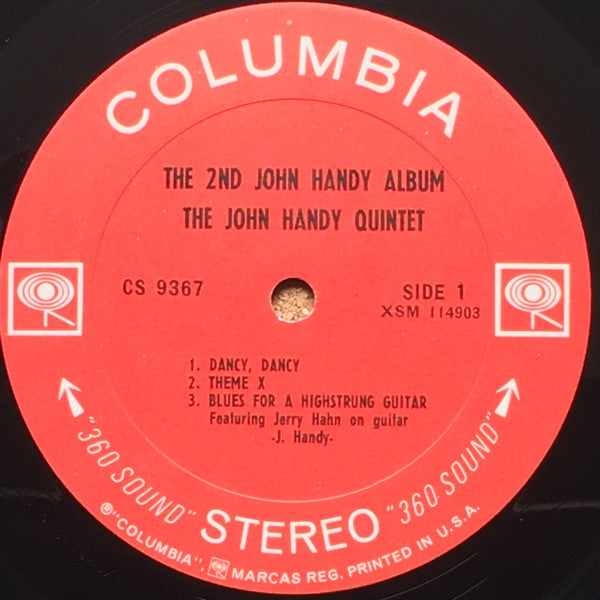 COLUMBIA
THE 2ND JOHN HANDY ALBUM
THE JOHN HANDY QUINTET
CS 9367
SIDE 1
XSM 114903
1. DANCY, DANCY
2. THEME X
3. BLUES FOR A HIGHSTRUNG GUITAR
Featuring Jerry Hahn on guitar
-J. Handy-
"360 SOUND" STEREO "360 SOUND"
®"COLUMBIA", MARCAS REG. PRINTED IN U.S.A.